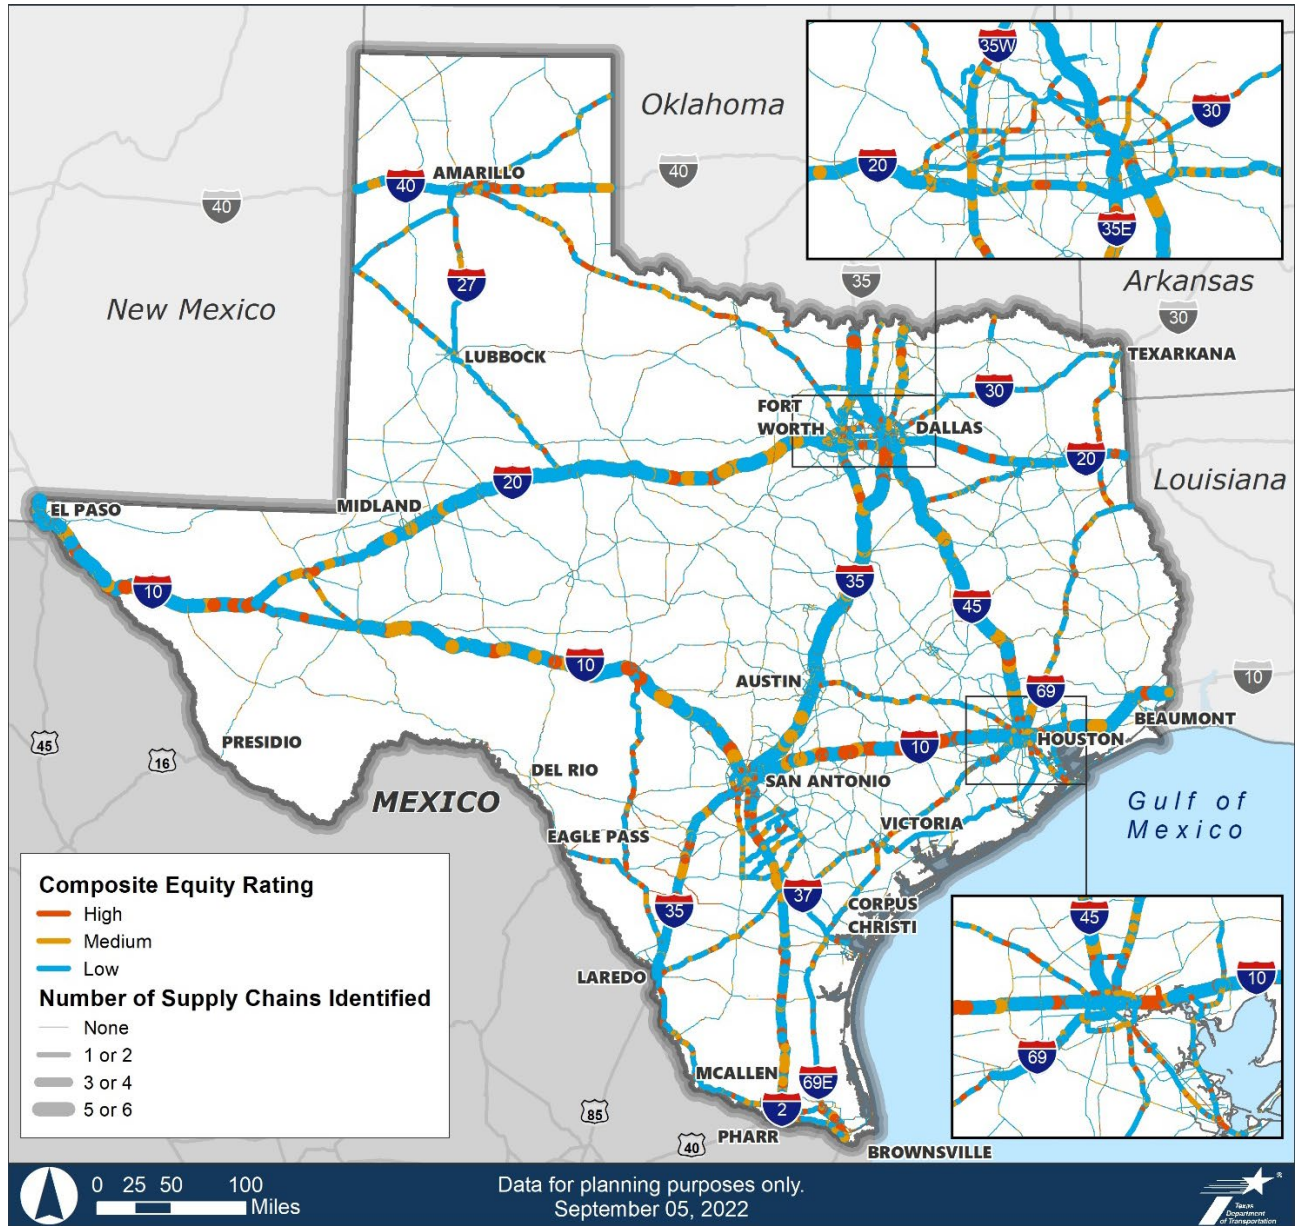 Oklahoma
Arkansas
New Mexico
Louisiana
MEXICO
Gulf of
Mexico
AMARILLO
LUBBOCK
TEXARKANA
FORT
WORTH
DALLAS
EL PASO
MIDLAND
AUSTIN
BEAUMONT
HOUSTON
PRESIDIO
DEL RIO
SAN ANTONIO
EAGLE PASS
VICTORIA
CORPUS
CHRISTI
LAREDO
MCALLEN
PHARR
BROWNSVILLE
40
40
40
27
35
30
30
20
20
10
10
35
45
69
10
10
37
35
69E
2
45
16
85
40
35W
30
20
35E
45
10
69
Composite Equity Rating
High
Medium
Low
Number of Supply Chains Identified
None
1 or 2
3 or 4
5 or 6
0 25 50 100
Miles
Data for planning purposes only.
September 05, 2022
®
Texas
Department
of Transportation